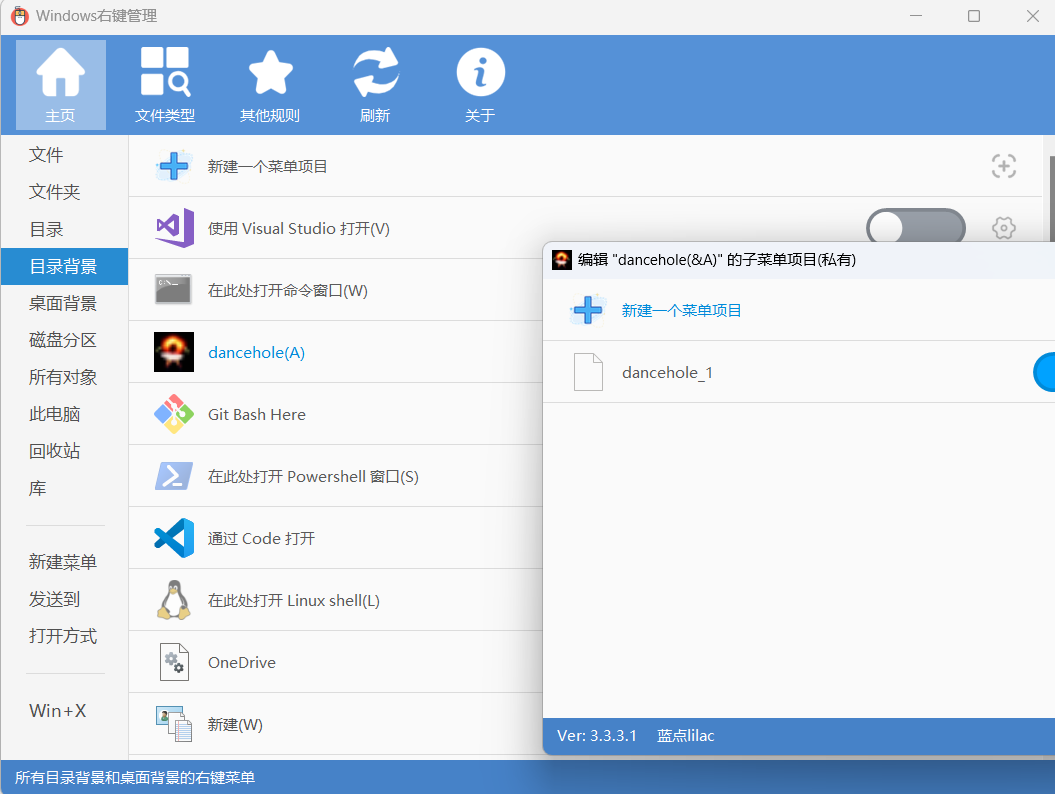 Windows右键管理
主页
文件类型
其他规则
刷新
关于
文件
文件夹
目录
目录背景
桌面背景
磁盘分区
所有对象
此电脑
回收站
库
新建菜单
发送到
打开方式
Win+X
新建一个菜单项目
使用 Visual Studio 打开(V)
在此处打开命令窗口(W)
dancehole(A)
Git Bash Here
在此处打开 Powershell 窗口(S)
通过 Code 打开
在此处打开 Linux shell(L)
OneDrive
新建(W)
编辑 "dancehole(&A)" 的子菜单项目(私有)
新建一个菜单项目
dancehole_1
Ver: 3.3.3.1 蓝点lilac
所有目录背景和桌面背景的右键菜单